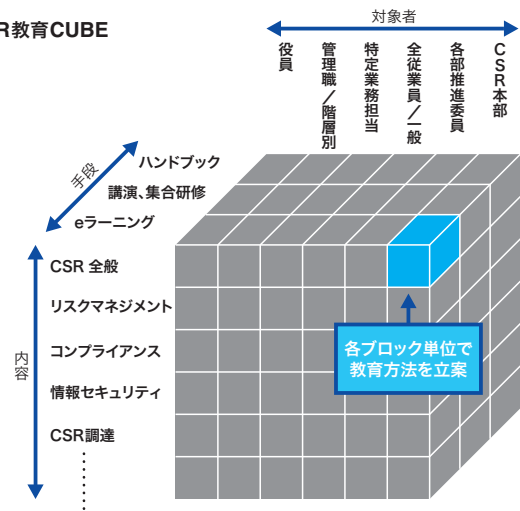 R教育CUBE
対象者
役員
管理職／階層別
特定業務担当
全従業員／一般
各部推進委員
CSR本部
手段
ハンドブック
講演、集合研修
eラーニング
内容
CSR 全般
リスクマネジメント
コンプライアンス
情報セキュリティ
CSR調達
各ブロック単位で
教育方法を立案